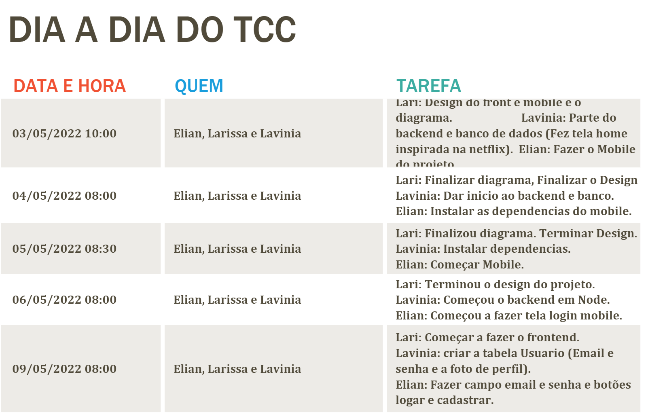 DIA A DIA DO TCC
DATA E HORA QUEM TAREFA
03/05/2022 10:00 Elian, Larissa e Lavinia
Lari: Design do front e mobile e o
diagrama. Lavinia: Parte do
backend e banco de dados (Fez tela home
inspirada na netflix). Elian: Fazer o Mobile
do projeto
04/05/2022 08:00 Elian, Larissa e Lavinia
Lari: Finalizar diagrama, Finalizar o Design
Lavinia: Dar inicio ao backend e banco.
Elian: Instalar as dependencias do mobile.
05/05/2022 08:30 Elian, Larissa e Lavinia
Lari: Finalizou diagrama. Terminar Design.
Lavinia: Instalar dependencias.
Elian: Começar Mobile.
06/05/2022 08:00 Elian, Larissa e Lavinia
Lari: Terminou o design do projeto.
Lavinia: Começou o backend em Node.
Elian: Começou a fazer tela login mobile.
09/05/2022 08:00 Elian, Larissa e Lavinia
Lari: Começar a fazer o frontend.
Lavinia: criar a tabela Usuario (Email e
senha e a foto de perfil).
Elian: Fazer campo email e senha e botões
logar e cadastrar.